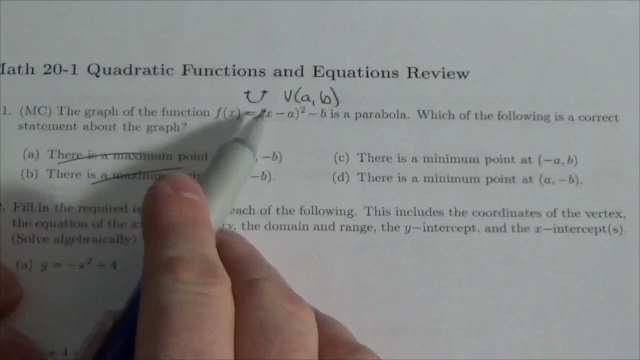 Math 20-1 Quadratic Functions and Equations Review
V(a, b)
1. (MC) The graph of the function f(x) = (x − a)² − b is a parabola. Which of the following is a correct
statement about the graph?
(a) There is a maximum point , −b)
(c) There is a minimum point at (−a, b)
(b) There is a maximum −b).
(d) There is a minimum point at (a, −b).
2. Fill in the required each of the following. This includes the coordinates of the vertex,
the equation of the the domain and range, the y−intercept, and the x−intercept(s).
(Solve algebraically)
(a) y = −x² + 4
+ 4